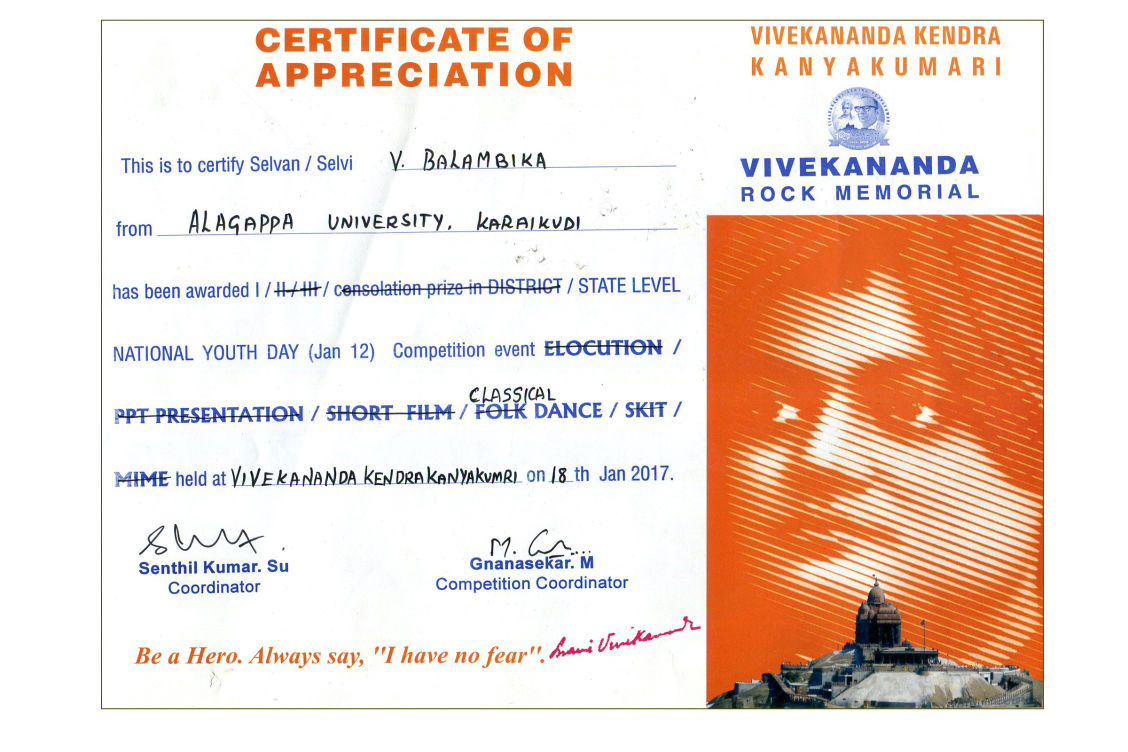 CERTIFICATE OF
APPRECIATION
This is to certify Selvan / Selvi V. BALAMBIKA
from ALAGAPPA UNIVERSITY, KARAIKUDI
has been awarded I / II / III / consolation prize in DISTRICT / STATE LEVEL
NATIONAL YOUTH DAY (Jan 12) Competition event ELOCUTION /
CLASSICAL
PPT PRESENTATION / SHORT FILM / FOLK DANCE / SKIT /
MIME held at VIVEKANANDA KENDRA KANYAKUMRI on 18 th Jan 2017.
Senthil Kumar. Su
Coordinator
M. G...
Gnanasekar. M
Competition Coordinator
Be a Hero. Always say, "I have no fear".
VIVEKANANDA KENDRA
KANYAKUMARI
VIVEKANANDA
ROCK MEMORIAL